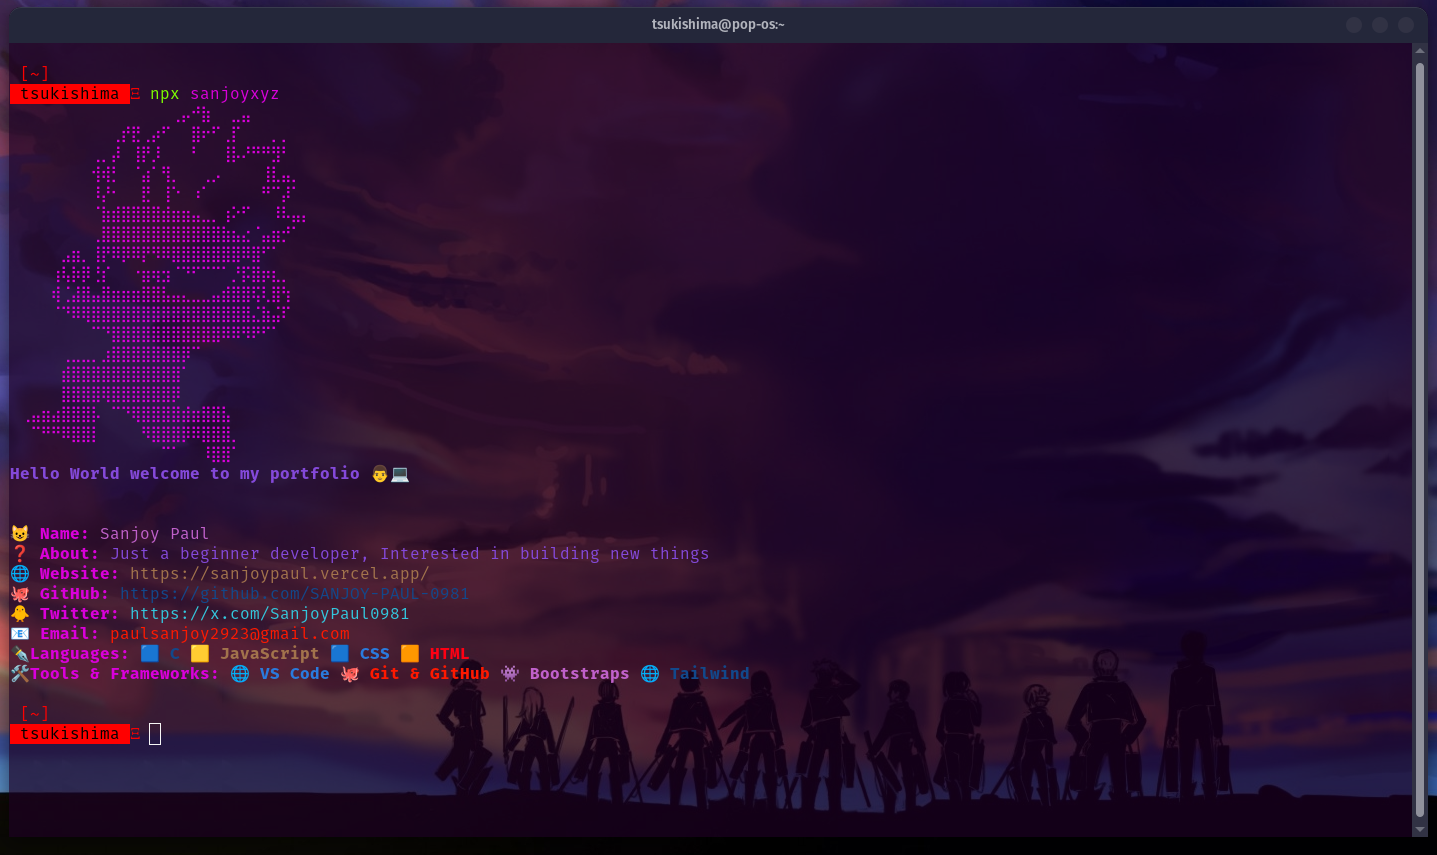 tsukishima@pop-os:~
[~]
tsukishima Ξ npx sanjoyxyz
Hello World welcome to my portfolio 👨💻
😺 Name: Sanjoy Paul
❓ About: Just a beginner developer, Interested in building new things
🌐 Website: https://sanjoypaul.vercel.app/
🐙 GitHub: https://github.com/SANJOY-PAUL-0981
🐥 Twitter: https://x.com/SanjoyPaul0981
📧 Email: paulsanjoy2923@gmail.com
✒️Languages: 🟦 C 🟨 JavaScript 🟦 CSS 🟧 HTML
🛠️Tools & Frameworks: 🌐 VS Code 🐙 Git & GitHub 👾 Bootstraps 🌐 Tailwind
[~]
tsukishima Ξ